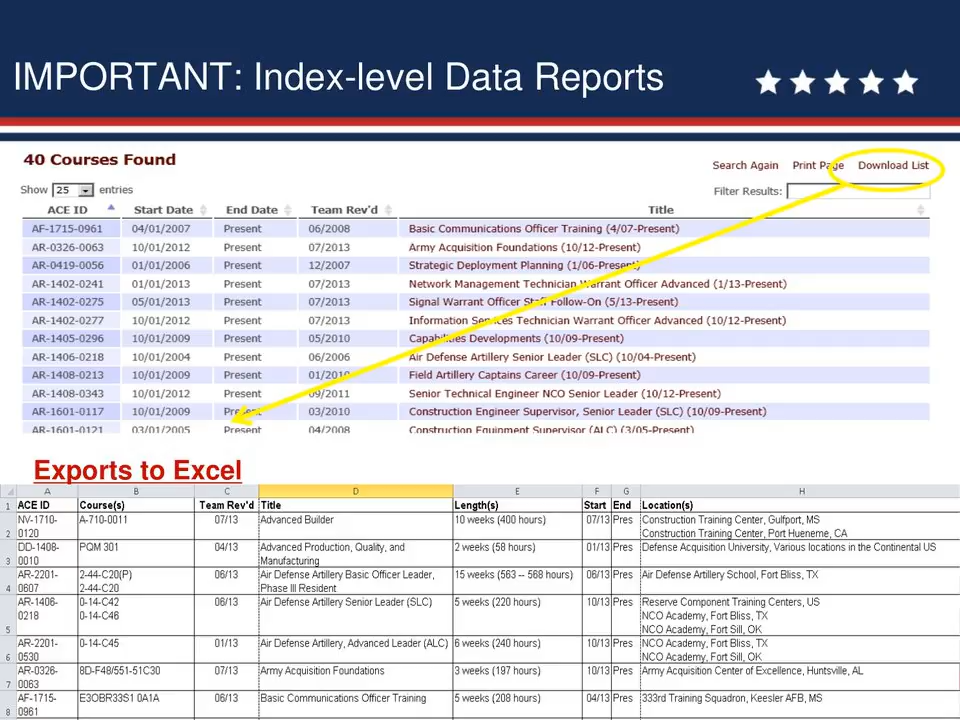 IMPORTANT: Index-level Data Reports
40 Courses Found
Search Again Print Page Download List
Show 25 entries
Filter Results:
ACE ID Start Date End Date Team Rev'd Title
AF-1715-0961 04/01/2007 Present 06/2008 Basic Communications Officer Training (4/07-Present)
AR-0326-0063 10/01/2012 Present 07/2013 Army Acquisition Foundations (10/12-Present)
AR-0419-0056 01/01/2006 Present 12/2007 Strategic Deployment Planning (1/06-Present)
AR-1402-0241 01/01/2013 Present 07/2013 Network Management Technician Warrant Officer Advanced (1/13-Present)
AR-1402-0275 05/01/2013 Present 07/2013 Signal Warrant Officer Staff Follow-On (5/13-Present)
AR-1402-0277 10/01/2012 Present 07/2013 Information Services Technician Warrant Officer Advanced (10/12-Present)
AR-1405-0296 10/01/2009 Present 05/2010 Capabilities Developments (10/09-Present)
AR-1406-0218 10/01/2004 Present 06/2006 Air Defense Artillery Senior Leader (SLC) (10/04-Present)
AR-1408-0213 10/01/2009 Present 01/2010 Field Artillery Captains Career (10/09-Present)
AR-1408-0343 10/01/2012 Present 09/2011 Senior Technical Engineer NCO Senior Leader (10/12-Present)
AR-1601-0117 10/01/2009 Present 03/2010 Construction Engineer Supervisor, Senior Leader (SLC) (10/09-Present)
AR-1601-0121 03/01/2005 Present 04/2008 Construction Equipment Supervisor (ALC) (3/05-Present)
Exports to Excel
A B C D E F G H
1 ACE ID Course(s) Team Rev'd Title Length(s) Start End Location(s)
NV-1710- A-710-0011 07/13 Advanced Builder 10 weeks (400 hours) 07/13 Pres Construction Training Center, Gulfport, MS
2 0120 Construction Training Center, Port Hueneme, CA
DD-1408- PQM 301 04/13 Advanced Production, Quality, and 2 weeks (58 hours) 01/13 Pres Defense Acquisition University, Various locations in the Continental US
3 0010 Manufacturing
AR-2201- 2-44-C20(P) 06/13 Air Defense Artillery Basic Officer Leader, 15 weeks (563 -- 568 hours) 06/13 Pres Air Defense Artillery School, Fort Bliss, TX
4 0607 2-44-C20 Phase III Resident
AR-1406- 0-14-C42 06/13 Air Defense Artillery Senior Leader (SLC) 5 weeks (220 hours) 10/13 Pres Reserve Component Training Centers, US
0218 0-14-C46 NCO Academy, Fort Bliss, TX
5 NCO Academy, Fort Sill, OK
AR-2201- 0-14-C45 01/13 Air Defense Artillery, Advanced Leader (ALC) 6 weeks (240 hours) 10/13 Pres NCO Academy, Fort Bliss, TX
6 0530 NCO Academy, Fort Sill, OK
AR-0326- 8D-F48/551-51C30 07/13 Army Acquisition Foundations 3 weeks (197 hours) 10/13 Pres Army Acquisition Center of Excellence, Huntsville, AL
7 0063
AF-1715- E3OBR33S1 0A1A 06/13 Basic Communications Officer Training 5 weeks (208 hours) 04/13 Pres 333rd Training Squadron, Keesler AFB, MS
8 0961